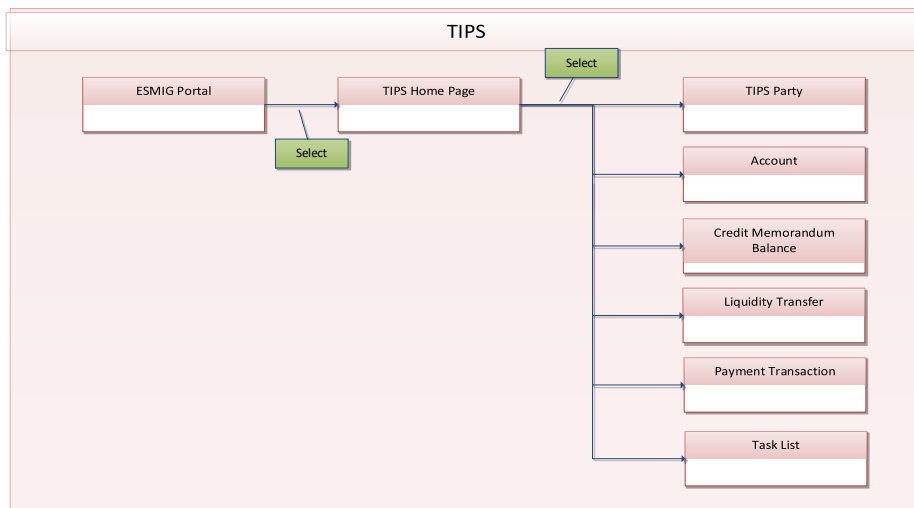 TIPS
Select
ESMIG Portal
TIPS Home Page
TIPS Party
Select
Account
Credit Memorandum
Balance
Liquidity Transfer
Payment Transaction
Task List